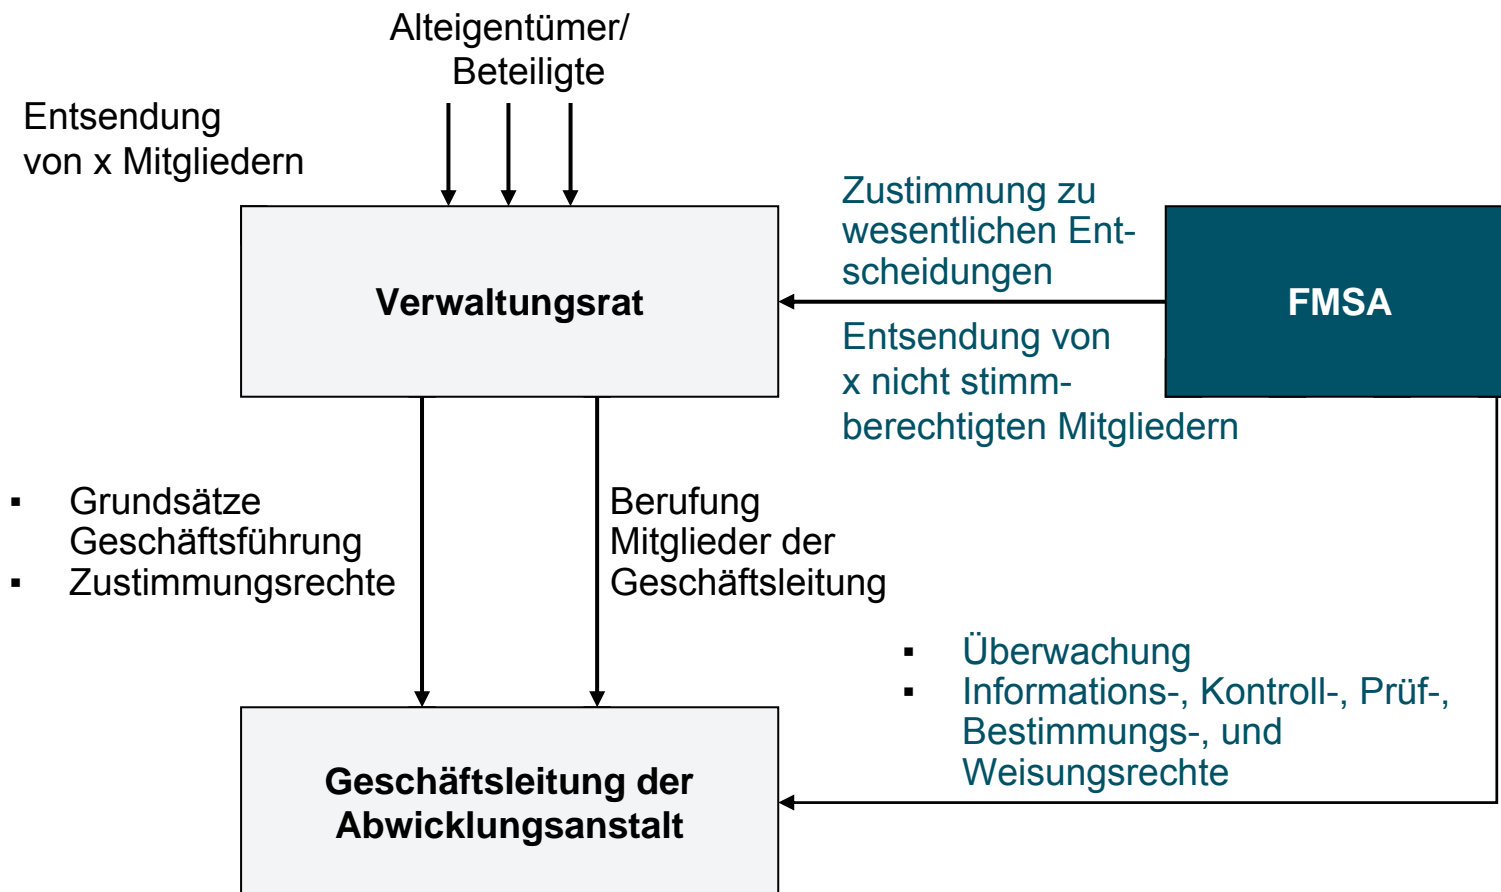 Alteigentümer/
Beteiligte
Entsendung
von x Mitgliedern
Zustimmung zu
wesentlichen Ent-
scheidungen
Verwaltungsrat
FMSA
Entsendung von
x nicht stimm-
berechtigten Mitgliedern
▪ Grundsätze
Geschäftsführung
▪ Zustimmungsrechte
Berufung
Mitglieder der
Geschäftsleitung
▪ Überwachung
▪ Informations-, Kontroll-, Prüf-,
Bestimmungs-, und
Weisungsrechte
Geschäftsleitung der
Abwicklungsanstalt